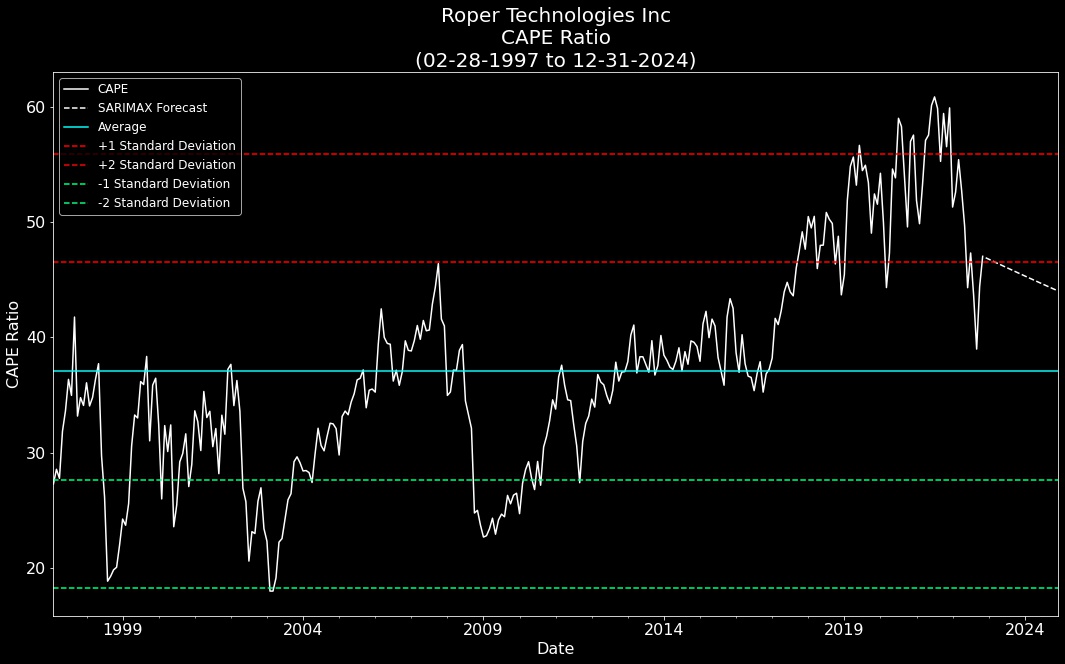 Roper Technologies Inc
CAPE Ratio
(02-28-1997 to 12-31-2024)
CAPE
SARIMAX Forecast
Average
+1 Standard Deviation
+2 Standard Deviation
-1 Standard Deviation
-2 Standard Deviation
60
50
40
30
20
CAPE Ratio
1999 2004 2009 2014 2019 2024
Date